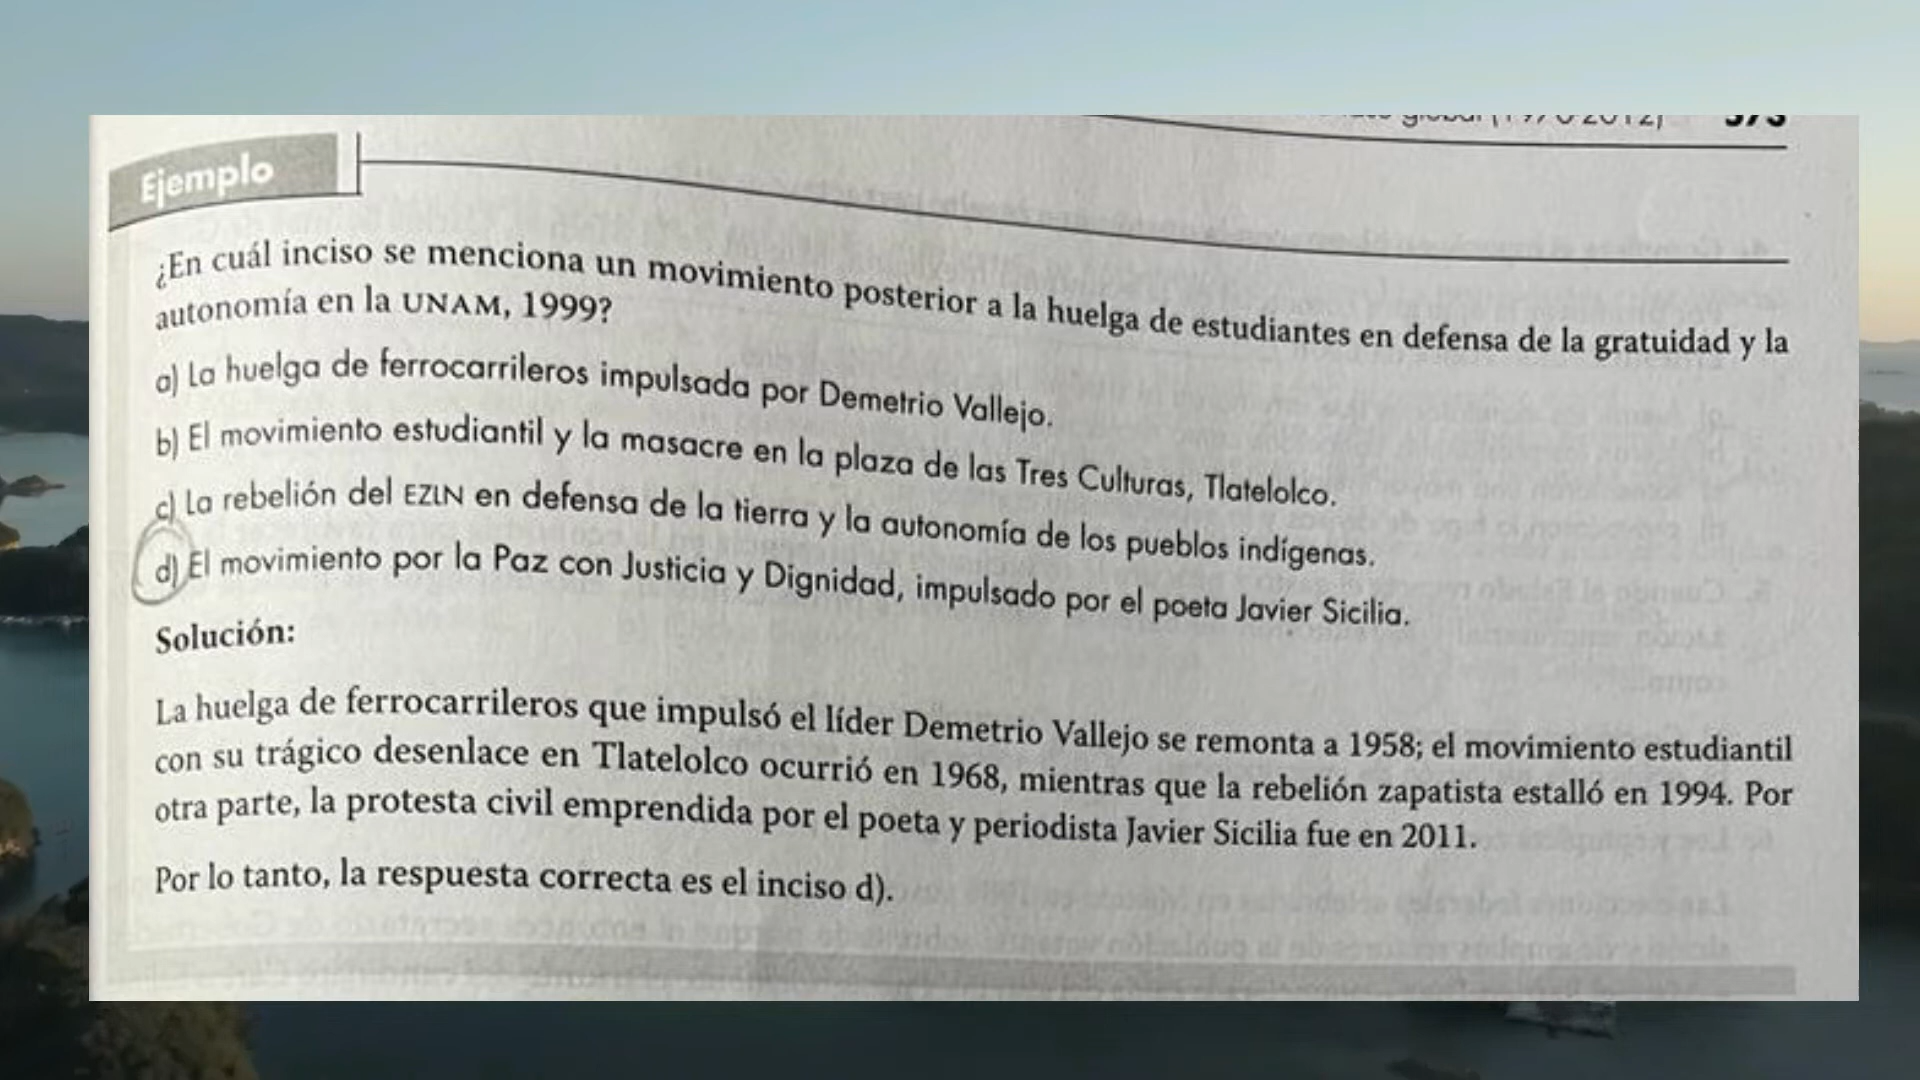 Ejemplo
¿En cuál inciso se menciona un movimiento posterior a la huelga de estudiantes en defensa de la gratuidad y la
autonomía en la UNAM, 1999?
a) La huelga de ferrocarrileros impulsada por Demetrio Vallejo.
b) El movimiento estudiantil y la masacre en la plaza de las Tres Culturas, Tlatelolco.
c) La rebelión del EZLN en defensa de la tierra y la autonomía de los pueblos indígenas.
d) El movimiento por la Paz con Justicia y Dignidad, impulsado por el poeta Javier Sicilia.
Solución:
La huelga de ferrocarrileros que impulsó el líder Demetrio Vallejo se remonta a 1958; el movimiento estudiantil
con su trágico desenlace en Tlatelolco ocurrió en 1968, mientras que la rebelión zapatista estalló en 1994. Por
otra parte, la protesta civil emprendida por el poeta y periodista Javier Sicilia fue en 2011.
Por lo tanto, la respuesta correcta es el inciso d).